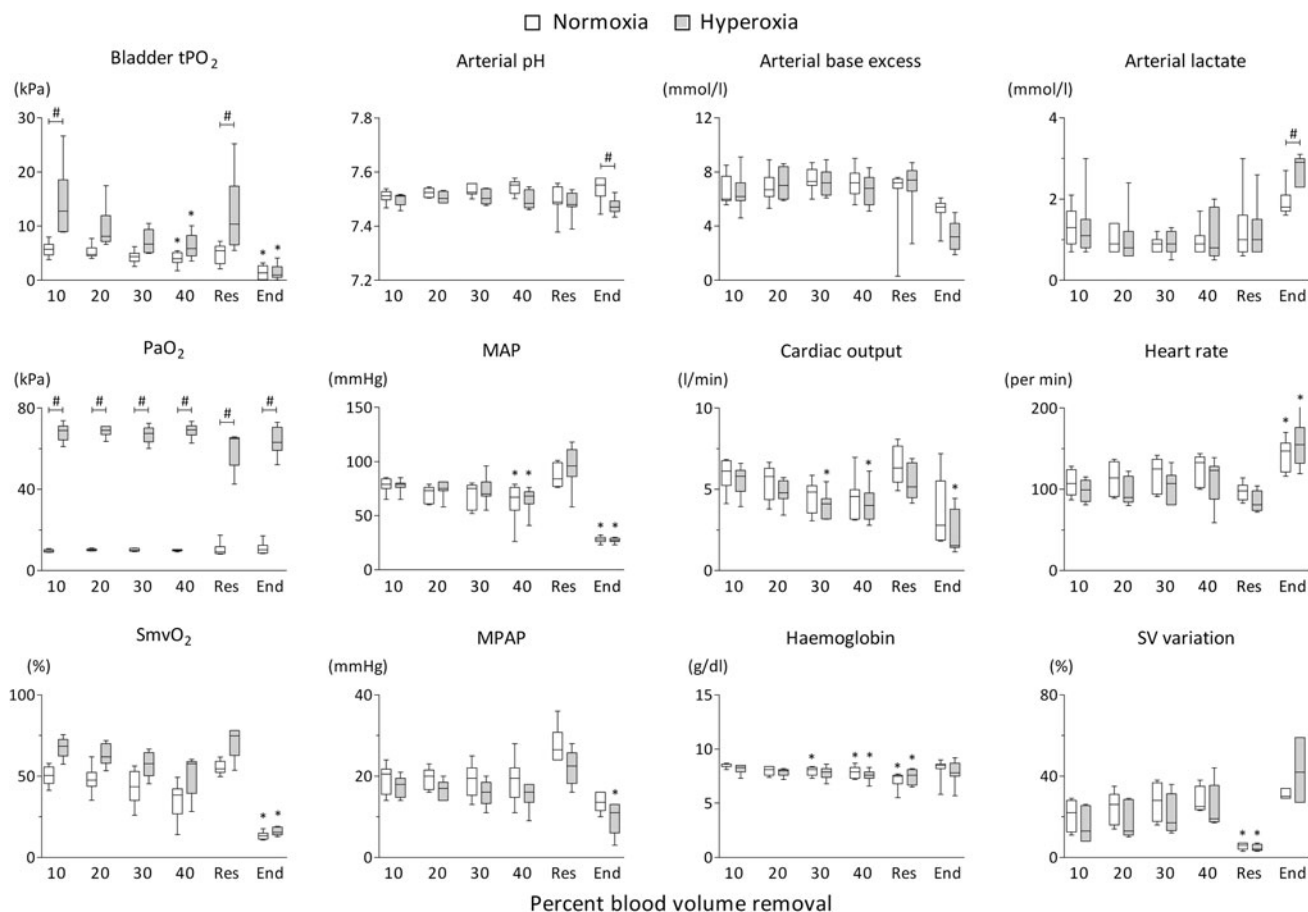 Normoxia Hyperoxia
Bladder tPO2 Arterial pH Arterial base excess Arterial lactate
(kPa) (mmol/l) (mmol/l)
# # # #
30 7.8 12 4
20 7.6 8
10 7.4 4 2
0 7.2 0 0
* * * *
10 20 30 40 Res End 10 20 30 40 Res End 10 20 30 40 Res End 10 20 30 40 Res End
PaO2 MAP Cardiac output Heart rate
(kPa) (mmHg) (l/min) (per min)
# # # # # #
80 150 10 200
40 100 5 100
50
0 0 0 0
* * * * * * * * *
10 20 30 40 Res End 10 20 30 40 Res End 10 20 30 40 Res End 10 20 30 40 Res End
SmvO2 MPAP Haemoglobin SV variation
(%) (mmHg) (g/dl) (%)
100 40 15 80
50 20 10 40
5
0 0 0 0
* * * * * * * * * *
10 20 30 40 Res End 10 20 30 40 Res End 10 20 30 40 Res End 10 20 30 40 Res End
Percent blood volume removal